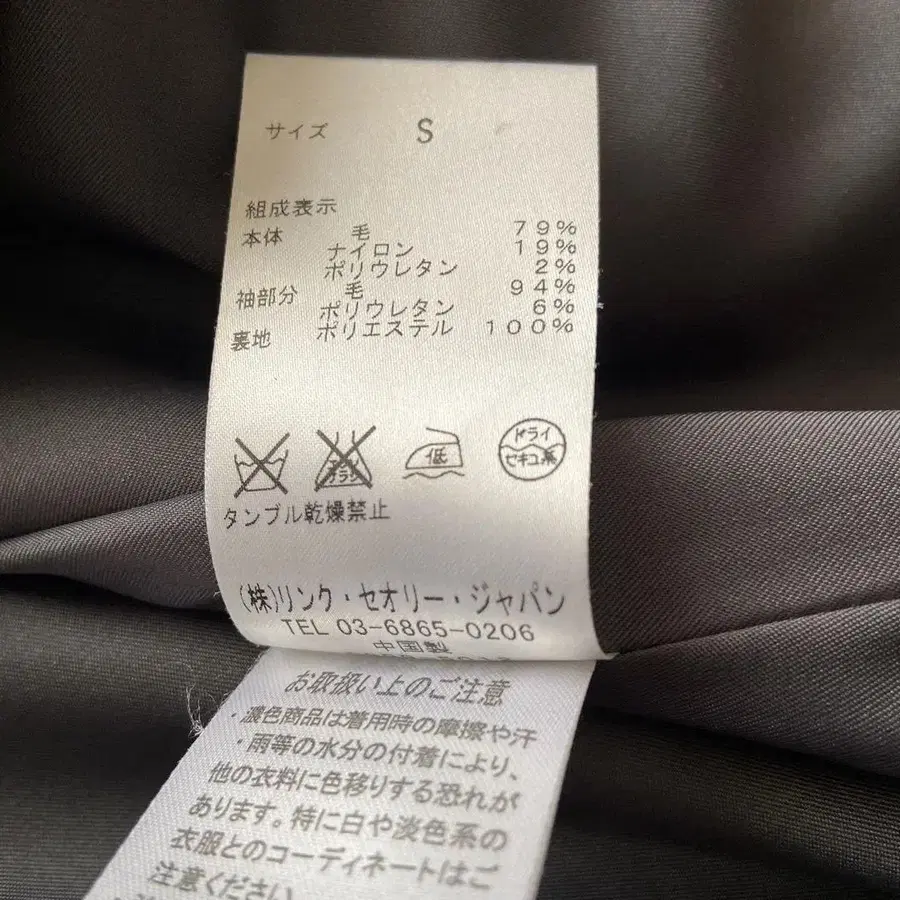 サイズ S
組成表示
本体 毛 79%
ナイロン 19%
ポリウレタン 2%
袖部分 毛 94%
ポリウレタン 6%
裏地 ポリエステル 100%
エンソサラ
低
ドライ
セキユ系
タンブル乾燥禁止
(株)リンク・セオリー・ジャパン
TEL 03-6865-0206
中国製
お取扱い上のご注意
・濃色商品は着用時の摩擦や汗
・雨等の水分の付着により、
他の衣料に色移りする恐れが
あります。特に白や淡色系の
衣服とのコーディネートはご
注意ください